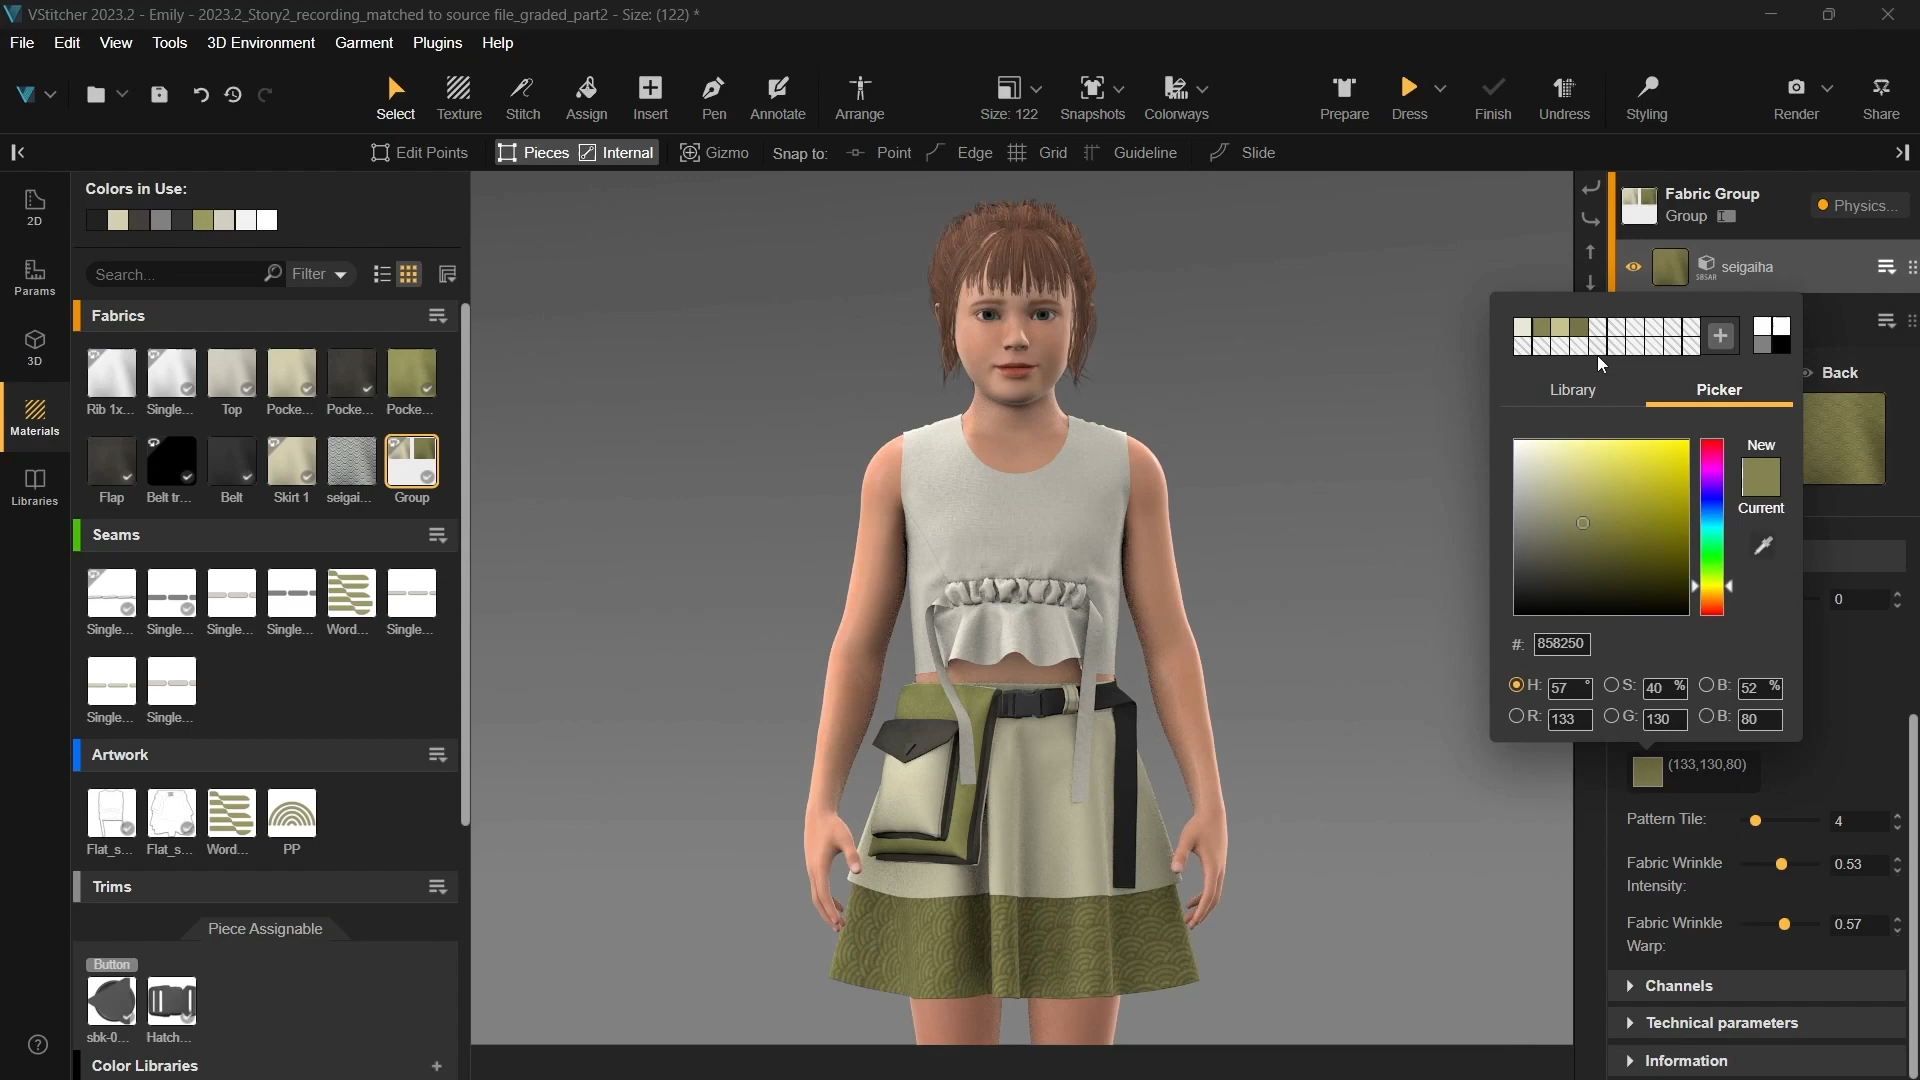 VStitcher 2023.2 - Emily - 2023.2_Story2_recording_matched to source file_graded_part2 - Size: (122) *
File Edit View Tools 3D Environment Garment Plugins Help
Select Texture Stitch Assign Insert Pen Annotate Arrange Size: 122 Snapshots Colorways Prepare Dress Finish Undress Styling Render Share
Edit Points Pieces Internal Gizmo Snap to: Point Edge Grid Guideline Slide
2D
Params
3D
Materials
Libraries
Colors in Use:
Search... Filter
Fabrics
Rib 1x... Single... Top Pocke... Pocke... Pocke...
Flap Belt tr... Belt Skirt 1 seigai... Group
Seams
Single... Single... Single... Single... Word... Single...
Single... Single...
Artwork
Flat_s... Flat_s... Word... PP
Trims
Piece Assignable
Button
sbk-0... Hatch...
Color Libraries +
Fabric Group
Group
Physics...
SBSAR
seigaiha
Back
Library Picker
New
Current
#: 858250
H: 57 ° S: 40 % B: 52 %
R: 133 G: 130 B: 80
0
(133,130,80)
Pattern Tile: 4
Fabric Wrinkle Intensity: 0.53
Fabric Wrinkle Warp: 0.57
Channels
Technical parameters
Information